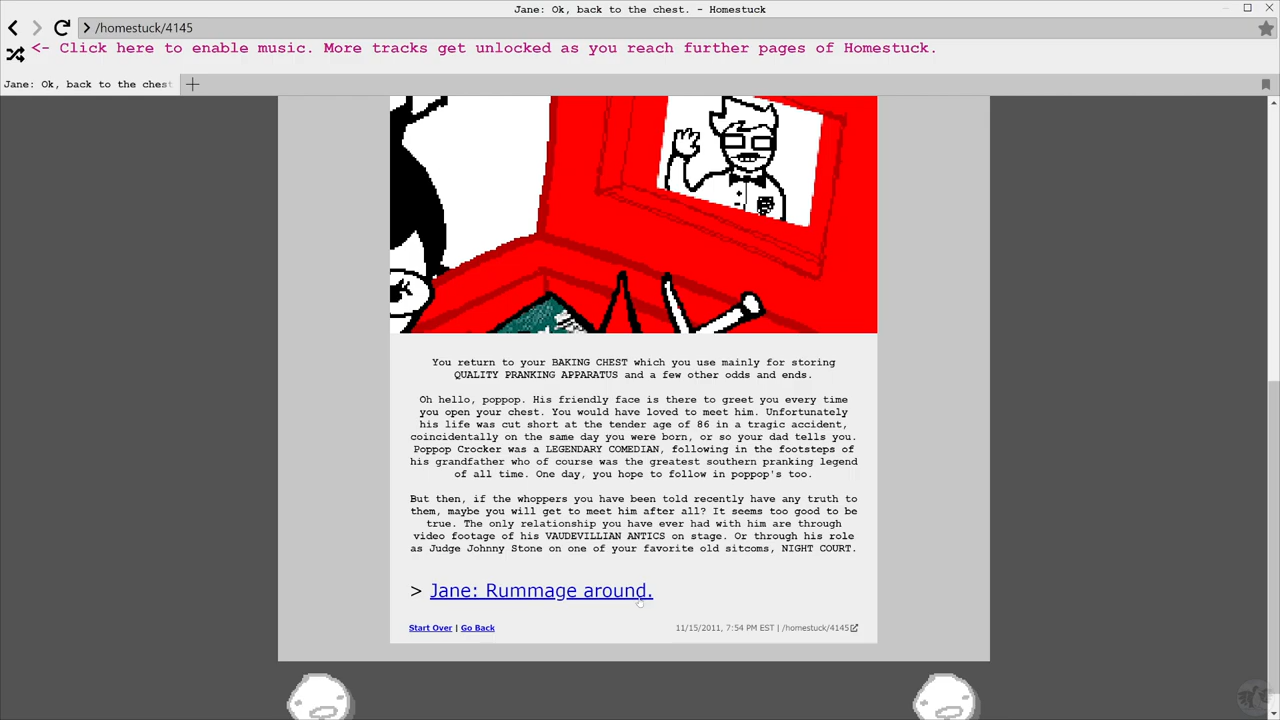 Jane: Ok, back to the chest. - Homestuck
/homestuck/4145
<- Click here to enable music. More tracks get unlocked as you reach further pages of Homestuck.
Jane: Ok, back to the chest
You return to your BAKING CHEST which you use mainly for storing
QUALITY PRANKING APPARATUS and a few other odds and ends.
Oh hello, poppop. His friendly face is there to greet you every time
you open your chest. You would have loved to meet him. Unfortunately
his life was cut short at the tender age of 86 in a tragic accident,
coincidentally on the same day you were born, or so your dad tells you.
Poppop Crocker was a LEGENDARY COMEDIAN, following in the footsteps of
his grandfather who of course was the greatest southern pranking legend
of all time. One day, you hope to follow in poppop's too.
But then, if the whoppers you have been told recently have any truth to
them, maybe you will get to meet him after all? It seems too good to be
true. The only relationship you have ever had with him are through
video footage of his VAUDEVILLIAN ANTICS on stage. Or through his role
as Judge Johnny Stone on one of your favorite old sitcoms, NIGHT COURT.
> Jane: Rummage around.
Start Over | Go Back
11/15/2011, 7:54 PM EST | /homestuck/4145